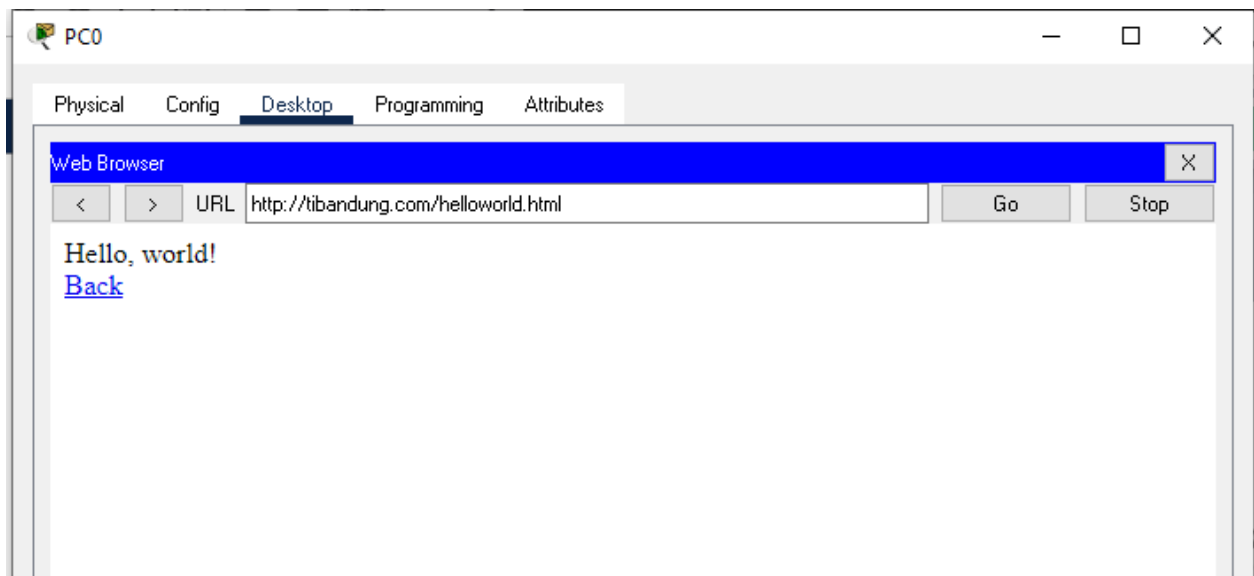 PC0
Physical Config Desktop Programming Attributes
Web Browser X
< > URL http://tibandung.com/helloworld.html Go Stop
Hello, world!
Back